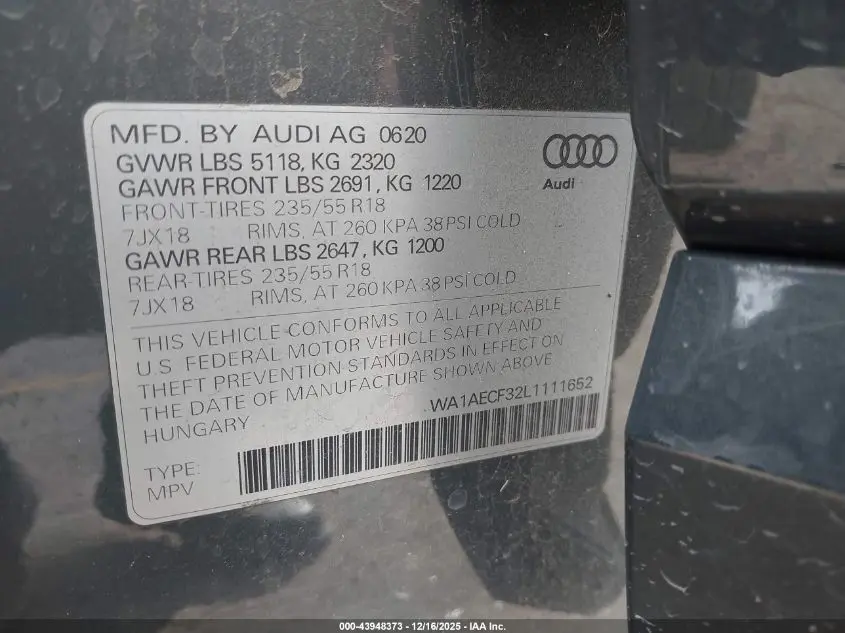 MFD. BY AUDI AG 0620
GVWR LBS 5118, KG 2320
GAWR FRONT LBS 2691, KG 1220
FRONT-TIRES 235/55 R18
7JX18 RIMS, AT 260 KPA 38 PSI COLD
GAWR REAR LBS 2647, KG 1200
REAR-TIRES 235/55 R18
7JX18 RIMS, AT 260 KPA 38 PSI COLD
Audi
THIS VEHICLE CONFORMS TO ALL APPLICABLE
U.S. FEDERAL MOTOR VEHICLE SAFETY AND
THEFT PREVENTION STANDARDS IN EFFECT ON
THE DATE OF MANUFACTURE SHOWN ABOVE
HUNGARY WA1AECF32L1111652
TYPE:
MPV
000-43948373 - 12/16/2025 - IAA Inc.